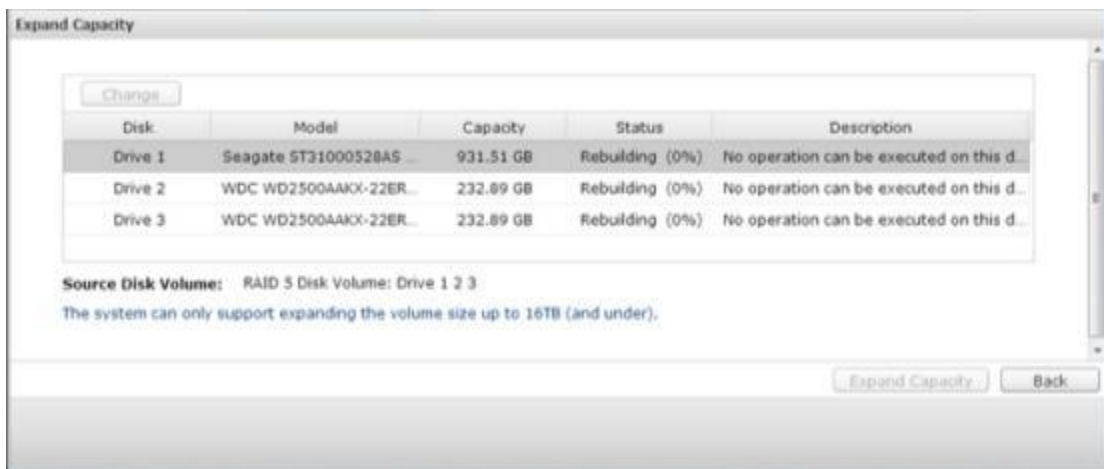 Expand Capacity
Change
Disk Model Capacity Status Description
Drive 1 Seagate ST31000528AS ... 931.51 GB Rebuilding (0%) No operation can be executed on this d...
Drive 2 WDC WD2500AAKX-22ER... 232.89 GB Rebuilding (0%) No operation can be executed on this d...
Drive 3 WDC WD2500AAKX-22ER... 232.89 GB Rebuilding (0%) No operation can be executed on this d...
Source Disk Volume: RAID 5 Disk Volume: Drive 1 2 3
The system can only support expanding the volume size up to 16TB (and under).
Expand Capacity Back